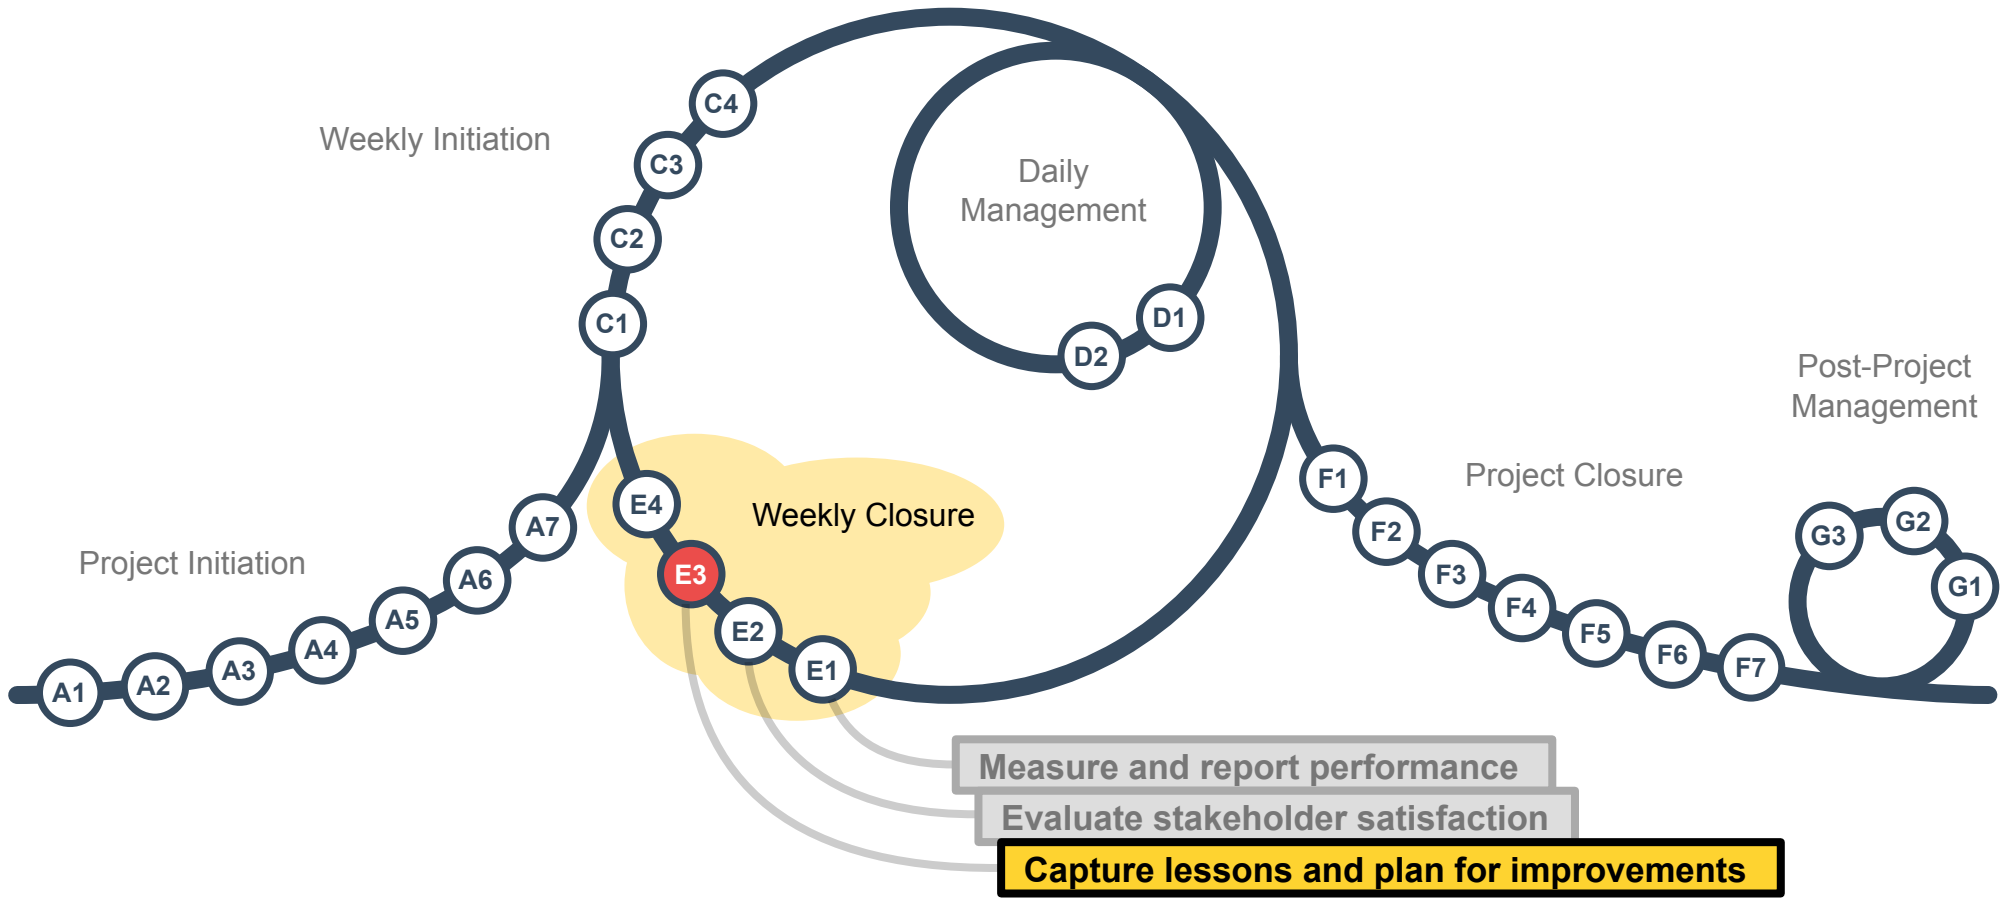 C4
Weekly Initiation
C3
Daily
Management
C2
C1
D1
D2
Post-Project
Management
Weekly Closure
E4
E3
E2
E1
Project Initiation
A1
A2
A3
A4
A5
A6
A7
Project Closure
F1
F2
F3
F4
F5
F6
F7
G3
G2
G1
Measure and report performance
Evaluate stakeholder satisfaction
Capture lessons and plan for improvements